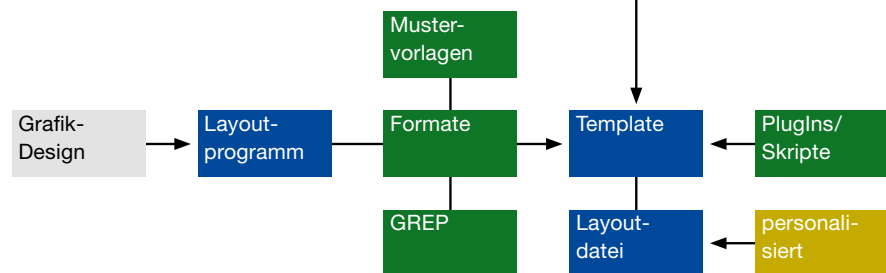 Muster-
vorlagen
Grafik-
Design
Layout-
programm
Formate
Template
PlugIns/
Skripte
GREP
Layout-
datei
personali-
siert